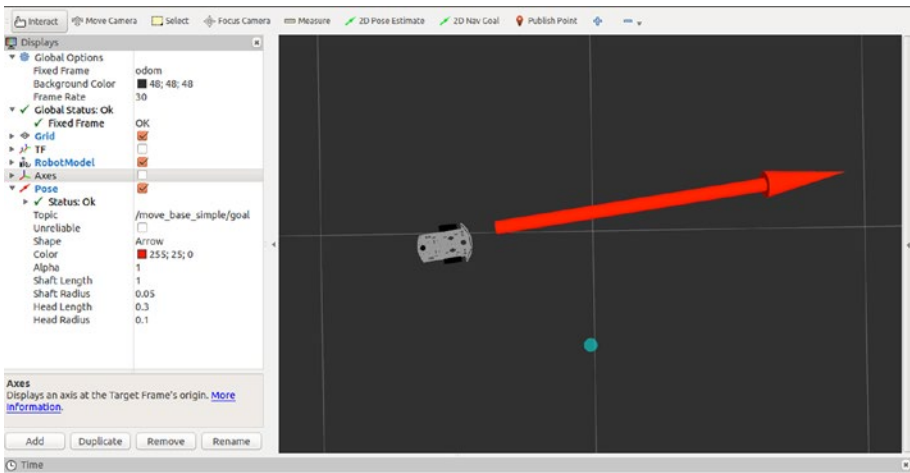 Interact Move Camera Select Focus Camera Measure 2D Pose Estimate 2D Nav Goal Publish Point
Displays
Global Options
Fixed Frame odom
Background Color 48; 48; 48
Frame Rate 30
Global Status: Ok
Fixed Frame OK
Grid
TF
RobotModel
Axes
Pose
Status: Ok
Topic /move_base_simple/goal
Unreliable
Shape Arrow
Color 255; 25; 0
Alpha 1
Shaft Length 1
Shaft Radius 0.05
Head Length 0.3
Head Radius 0.1
Axes
Displays an axis at the Target Frame's origin. More
Information.
Add Duplicate Remove Rename
Time